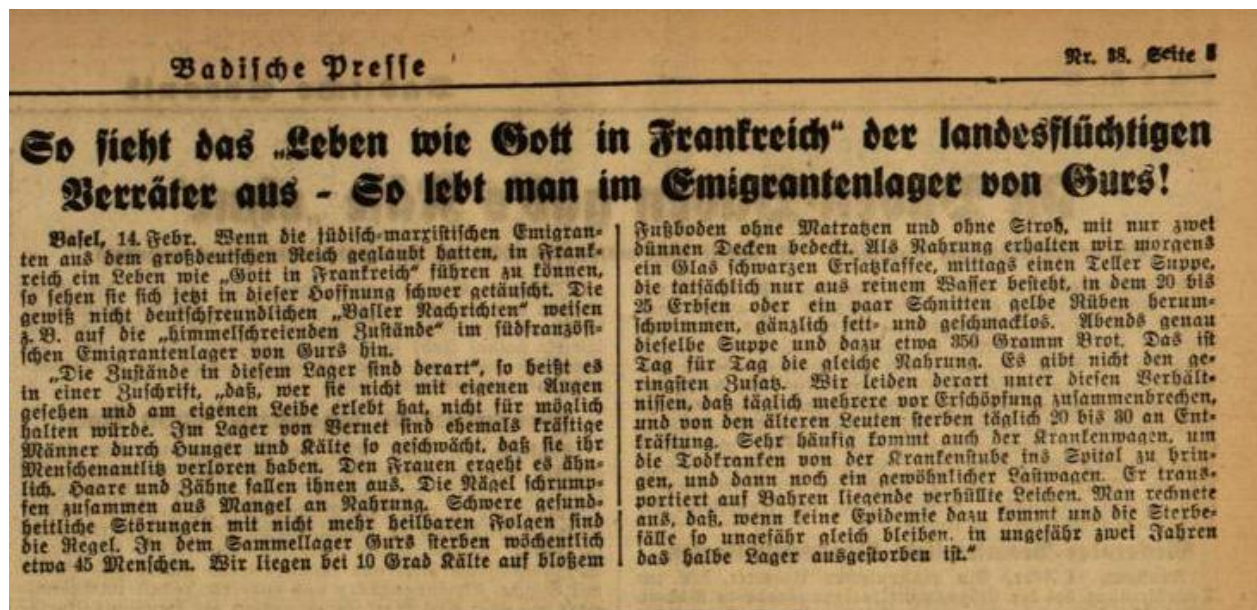 Badische Presse
Nr. 38. Seite
So sieht das „Leben wie Gott in Frankreich“ der landesflüchtigen
Verräter aus - So lebt man im Emigrantenlager von Gurs!
Basel, 14. Febr. Wenn die jüdisch-marxistischen Emigran-
ten aus dem großdeutschen Reich geglaubt hatten, in Frank-
reich ein Leben wie „Gott in Frankreich“ führen zu können,
so sehen sie sich jetzt in dieser Hoffnung schwer getäuscht. Die
gewiß nicht deutschfreundlichen „Basler Nachrichten“ weisen
z. B. auf die „himmelschreienden Zustände“ im südfranzösi-
schen Emigrantenlager von Gurs hin.
„Die Zustände in diesem Lager sind derart“, so heißt es
in einer Zuschrift, „daß, wer sie nicht mit eigenen Augen
gesehen und am eigenen Leibe erlebt hat, nicht für möglich
halten würde. Im Lager von Vernet sind ehemals kräftige
Männer durch Hunger und Kälte so geschwächt, daß sie ihr
Menschenantlitz verloren haben. Den Frauen ergeht es ähn-
lich. Haare und Zähne fallen ihnen aus. Die Nägel schrump-
fen zusammen aus Mangel an Nahrung. Schwere gesund-
heitliche Störungen mit nicht mehr heilbaren Folgen sind
die Regel. In dem Sammellager Gurs sterben wöchentlich
etwa 45 Menschen. Wir liegen bei 10 Grad Kälte auf bloßem
Fußboden ohne Matratzen und ohne Stroh, mit nur zwei
dünnen Decken bedeckt. Als Nahrung erhalten wir morgens
ein Glas schwarzen Ersatzkaffee, mittags einen Teller Suppe,
die tatsächlich nur aus reinem Wasser besteht, in dem 20 bis
25 Erbsen oder ein paar Schnitten gelbe Rüben herum-
schwimmen, gänzlich fett- und geschmacklos. Abends genau
dieselbe Suppe und dazu etwa 350 Gramm Brot. Das ist
Tag für Tag die gleiche Nahrung. Es gibt nicht den ge-
ringsten Zusatz. Wir leiden derart unter diesen Verhält-
nissen, daß täglich mehrere vor Erschöpfung zusammenbrechen,
und von den älteren Leuten sterben täglich 20 bis 30 an Ent-
kräftung. Sehr häufig kommt auch der Krankenwagen, um
die Todkranken von der Krankenstube ins Spital zu brin-
gen, und dann noch ein gewöhnlicher Lastwagen. Er trans-
portiert auf Bahren liegende verhüllte Leichen. Man rechnete
aus, daß, wenn keine Epidemie dazu kommt und die Sterbe-
fälle so ungefähr gleich bleiben, in ungefähr zwei Jahren
das halbe Lager ausgestorben ist.“